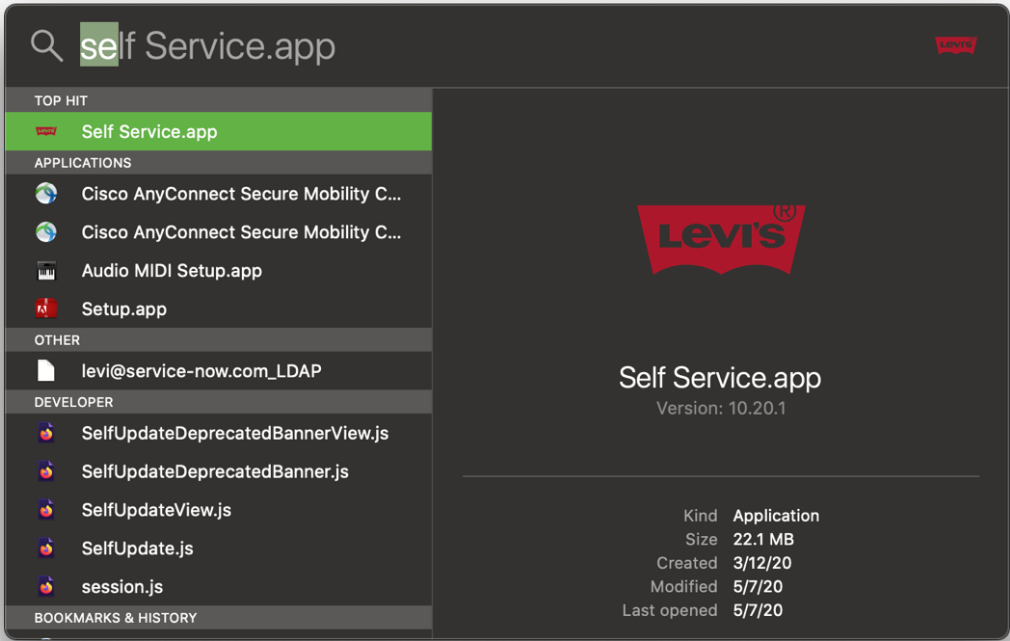 self Service.app
LEVI'S
TOP HIT
LEVI'S
Self Service.app
APPLICATIONS
Cisco AnyConnect Secure Mobility C...
Cisco AnyConnect Secure Mobility C...
Audio MIDI Setup.app
Setup.app
OTHER
levi@service-now.com_LDAP
DEVELOPER
SelfUpdateDeprecatedBannerView.js
SelfUpdateDeprecatedBanner.js
SelfUpdateView.js
SelfUpdate.js
session.js
BOOKMARKS & HISTORY
LEVI'S ®
Self Service.app
Version: 10.20.1
Kind Application
Size 22.1 MB
Created 3/12/20
Modified 5/7/20
Last opened 5/7/20